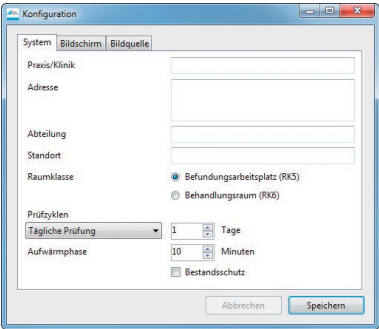 Konfiguration
System Bildschirm Bildquelle
Praxis/Klinik
Adresse
Abteilung
Standort
Raumklasse Befundungsarbeitsplatz (RK5)
Behandlungsraum (RK6)
Prüfzyklen
Tägliche Prüfung 1 Tage
Aufwärmphase 10 Minuten
Bestandsschutz
Abbrechen Speichern